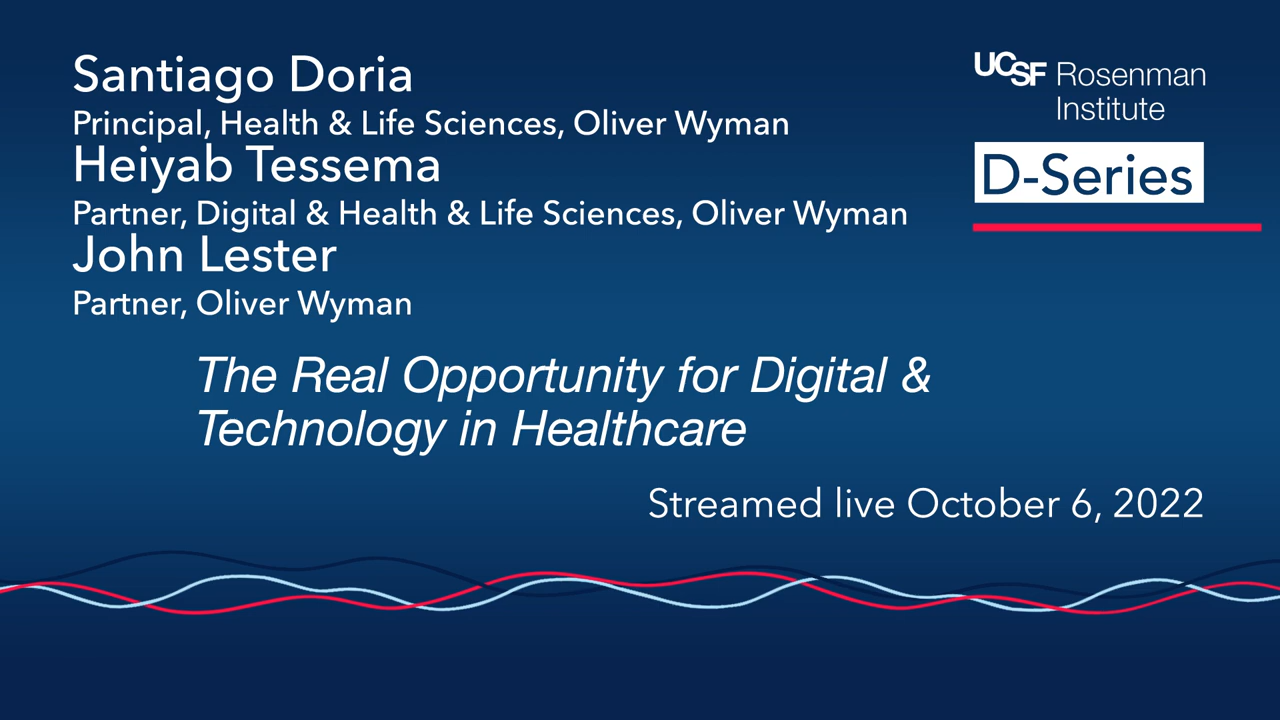 Santiago Doria
Principal, Health & Life Sciences, Oliver Wyman
Heiyab Tessema
Partner, Digital & Health & Life Sciences, Oliver Wyman
John Lester
Partner, Oliver Wyman
UCSF Rosenman
Institute
D-Series
The Real Opportunity for Digital &
Technology in Healthcare
Streamed live October 6, 2022